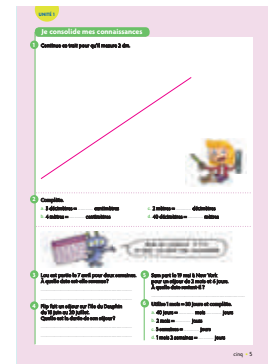 UNITÉ 1
Je consolide mes connaissances
1 Continue ce trait pour qu'il mesure 2 dm.
2 Complète.
a. 5 décimètres = centimètres
c. 2 mètres = décimètres
b. 4 mètres = centimètres
d. 40 décimètres = mètres
3 Lou est partie le 7 avril pour deux semaines.
À quelle date est-elle revenue?
4 Flip fait un séjour sur l'île du Dauphin
du 10 juin au 30 juillet.
Quelle est la durée de son séjour?
5 Sam part le 19 mai à New York
pour un séjour de 2 mois et 6 jours.
À quelle date revient-il?
6 Utilise 1 mois = 30 jours et complète.
a. 40 jours = mois jours
b. 2 mois = jours
c. 3 semaines = jours
d. 1 mois 2 semaines = jours
cinq 5